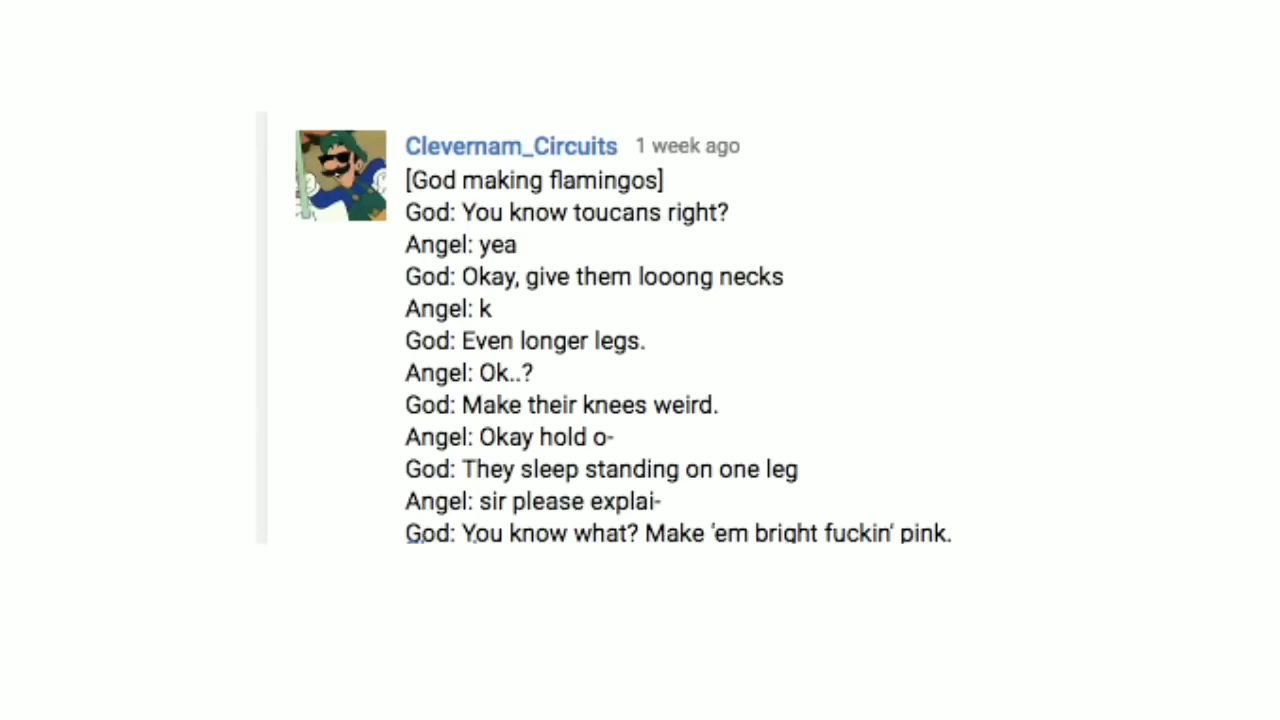 Clevernam_Circuits 1 week ago
[God making flamingos]
God: You know toucans right?
Angel: yea
God: Okay, give them looong necks
Angel: k
God: Even longer legs.
Angel: Ok..?
God: Make their knees weird.
Angel: Okay hold o-
God: They sleep standing on one leg
Angel: sir please explai-
God: You know what? Make 'em bright fuckin' pink.